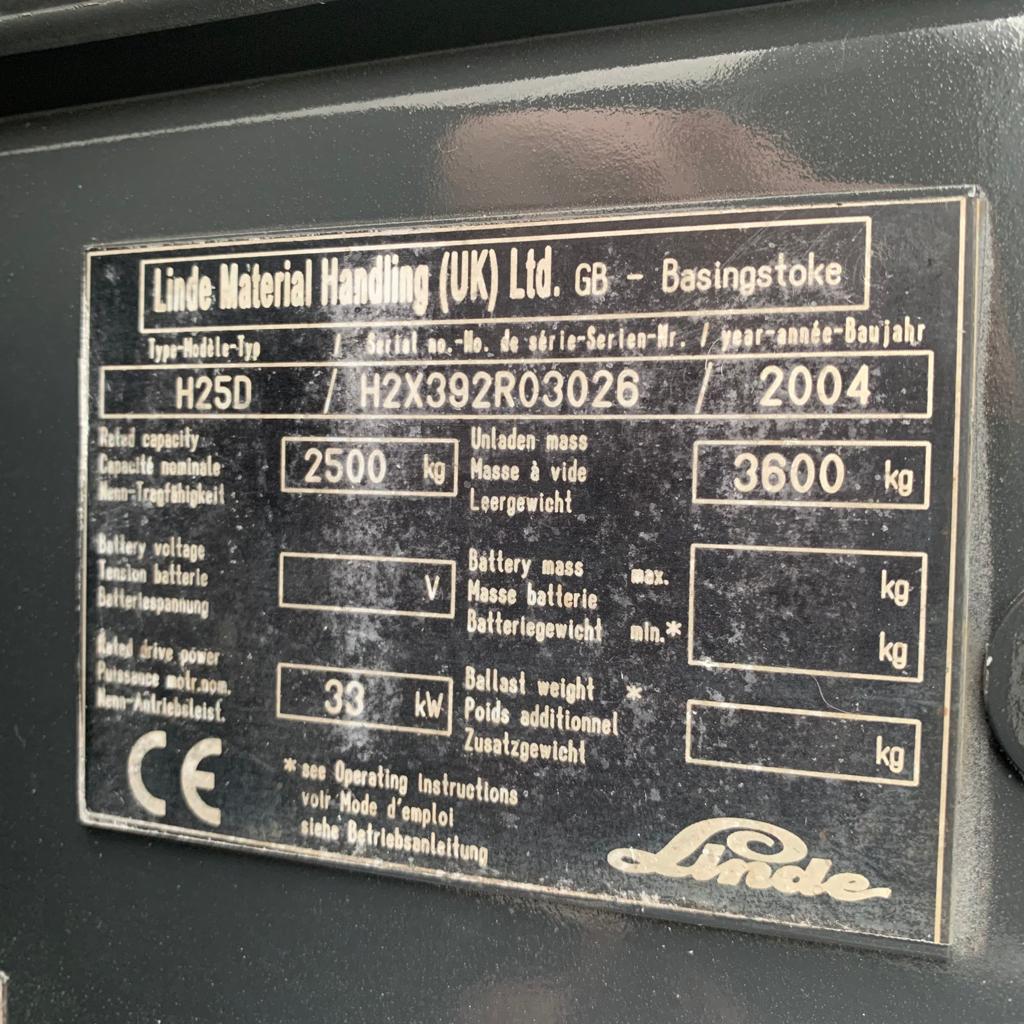 Linde Material Handling (UK) Ltd. GB - Basingstoke
Type-Modèle-Typ / Serial no.-No. de série-Serien-Nr. / year-année-Baujahr
H25D / H2X392R03026 / 2004
Rated capacity
Capacité nominale
Nenn-Tragfähigkeit
2500 kg
Unladen mass
Masse à vide
Leergewicht
3600 kg
Battery voltage
Tension batterie
Batteriespannung
V
Battery mass max.
Masse batterie
Batteriegewicht min.*
kg
kg
Rated drive power
Puissance motr.nom.
Nenn-Antriebsleist.
33 kW
Ballast weight *
Poids additionnel
Zusatzgewicht
kg
CE
* see Operating Instructions
voir Mode d'emploi
siehe Betriebsanleitung
Linde